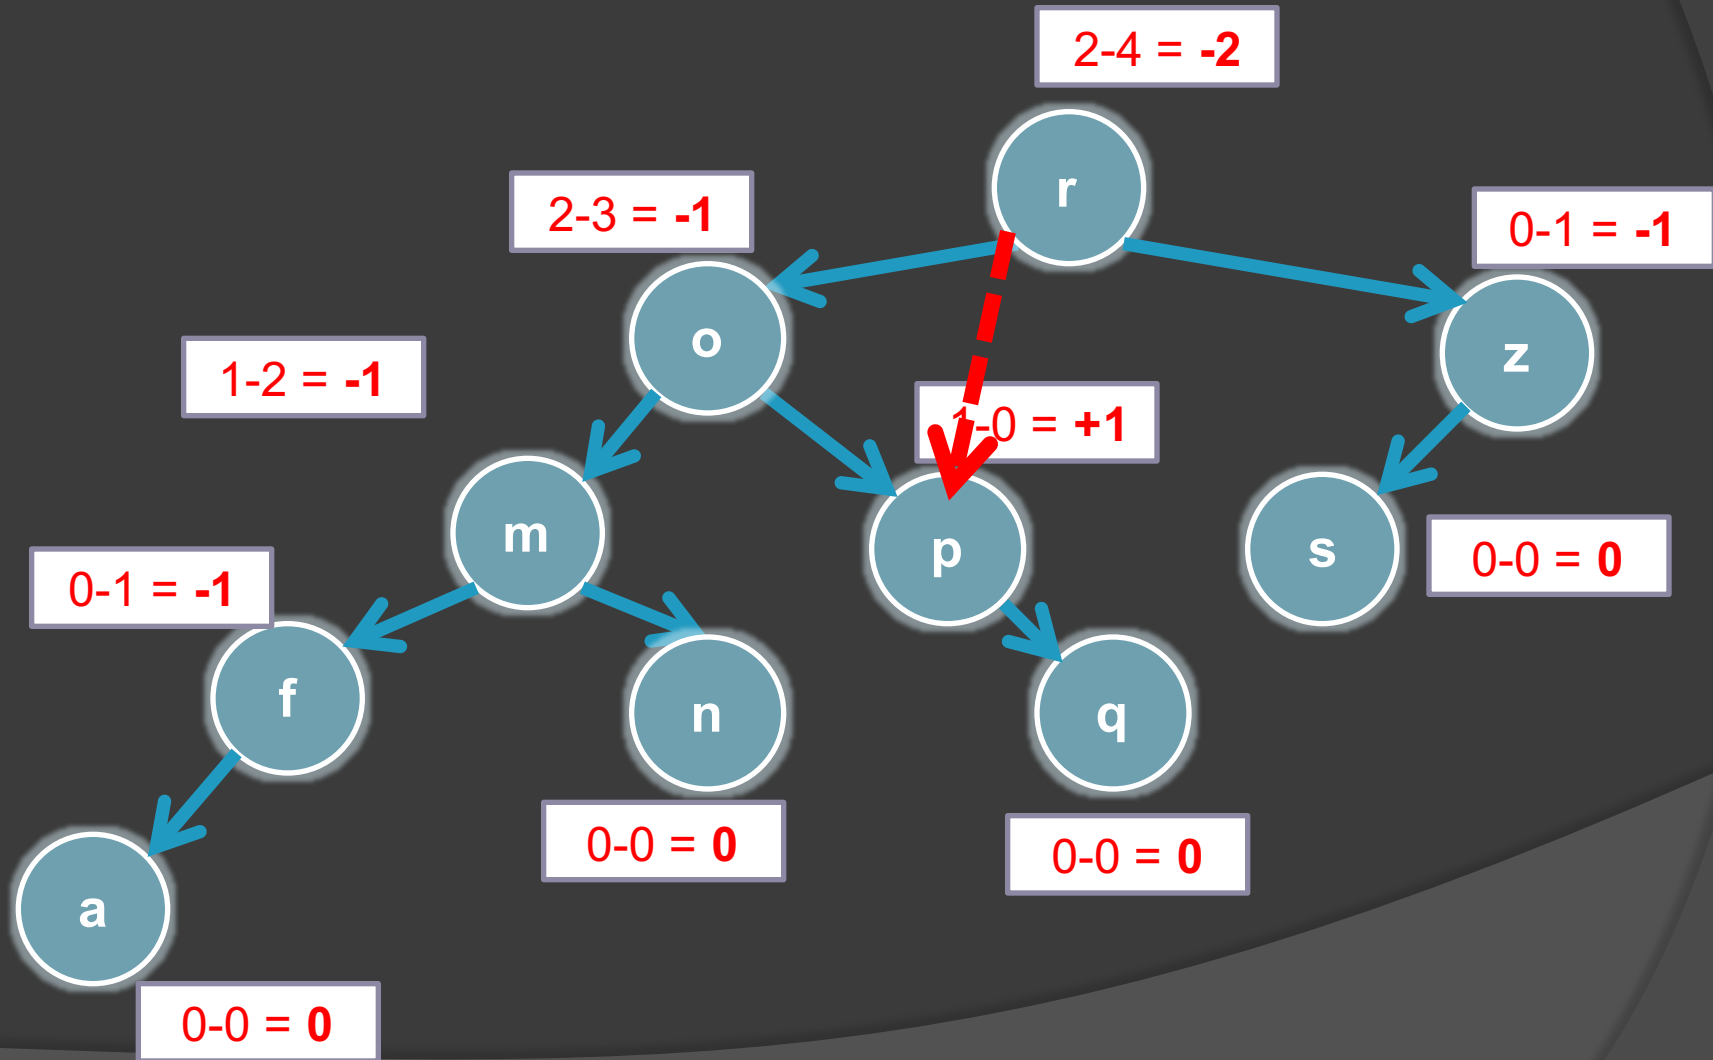 2-4 = -2
r
2-3 = -1
0-1 = -1
o
z
1-2 = -1
1-0 = +1
m
p
s
0-0 = 0
0-1 = -1
f
n
q
0-0 = 0
0-0 = 0
a
0-0 = 0